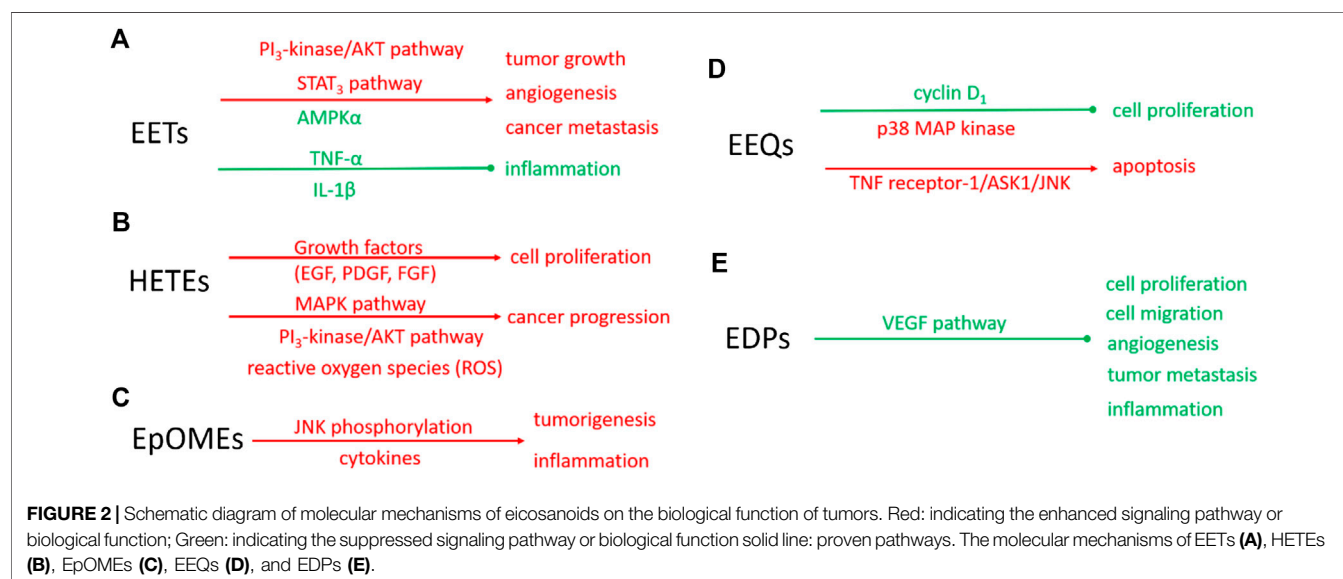 A
PI3-kinase/AKT pathway
STAT3 pathway
AMPKα
EETs
TNF-α
IL-1β
tumor growth
angiogenesis
cancer metastasis
inflammation
B
HETEs
Growth factors
(EGF, PDGF, FGF)
MAPK pathway
PI3-kinase/AKT pathway
reactive oxygen species (ROS)
cell proliferation
cancer progression
C
EpOMEs
JNK phosphorylation
cytokines
tumorigenesis
inflammation
D
EEQs
cyclin D1
p38 MAP kinase
TNF receptor-1/ASK1/JNK
cell proliferation
apoptosis
E
EDPs
VEGF pathway
cell proliferation
cell migration
angiogenesis
tumor metastasis
inflammation
FIGURE 2 | Schematic diagram of molecular mechanisms of eicosanoids on the biological function of tumors. Red: indicating the enhanced signaling pathway or
biological function; Green: indicating the suppressed signaling pathway or biological function solid line: proven pathways. The molecular mechanisms of EETs (A), HETEs
(B), EpOMEs (C), EEQs (D), and EDPs (E).